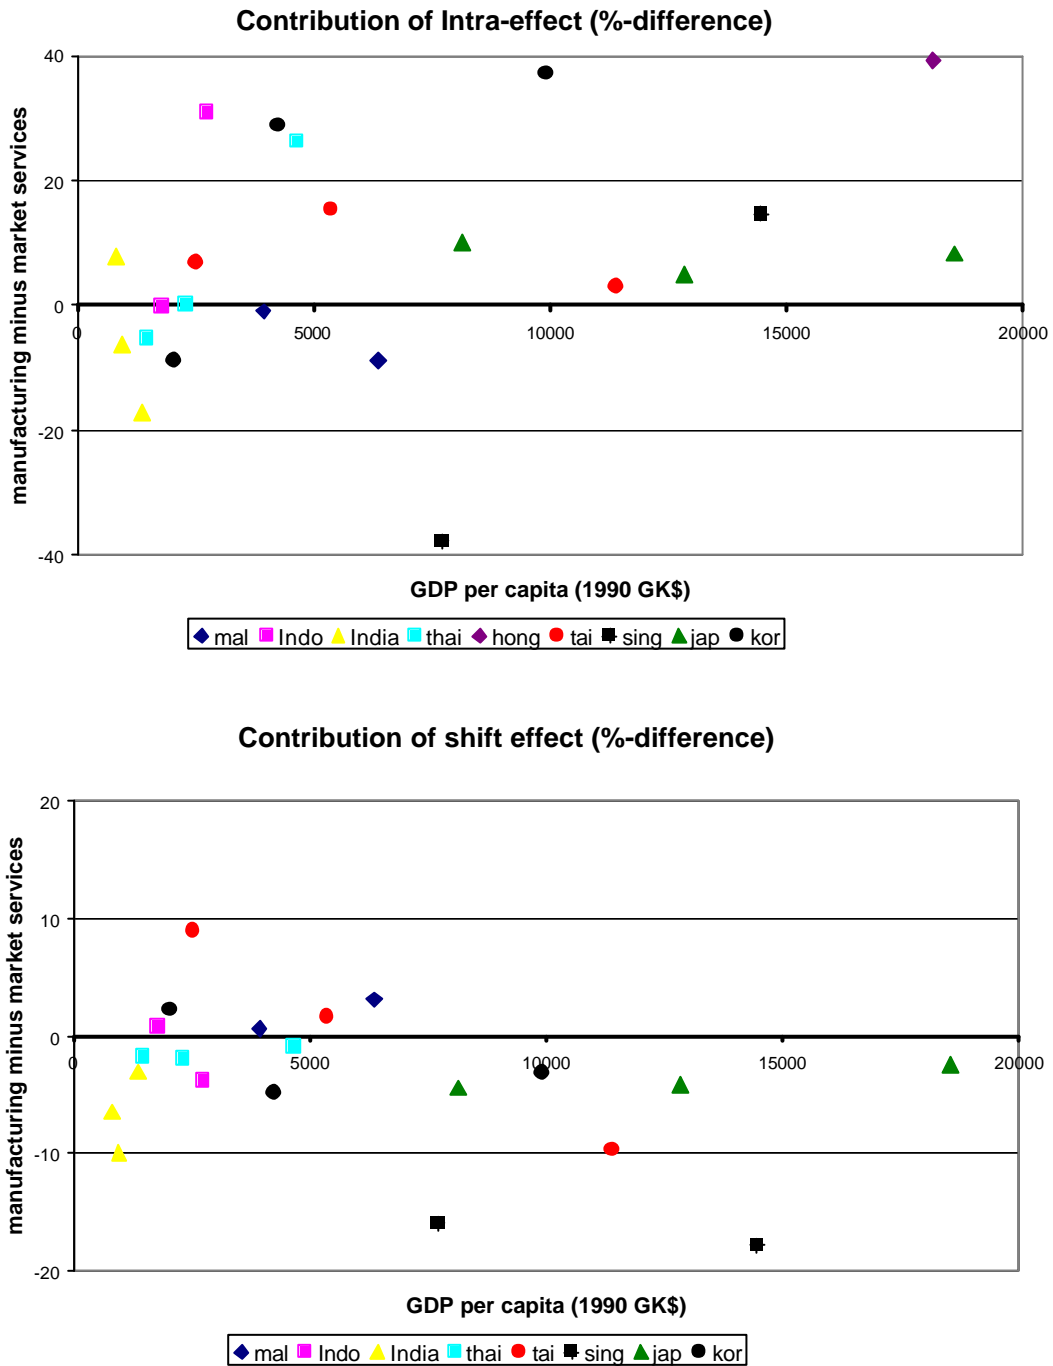 Contribution of Intra-effect (%-difference)
manufacturing minus market services
40
20
0
-20
-40
0 5000 10000 15000 20000
GDP per capita (1990 GK$)
mal Indo India thai hong tai sing jap kor
Contribution of shift effect (%-difference)
manufacturing minus market services
20
10
0
-10
-20
0 5000 10000 15000 20000
GDP per capita (1990 GK$)
mal Indo India thai tai sing jap kor